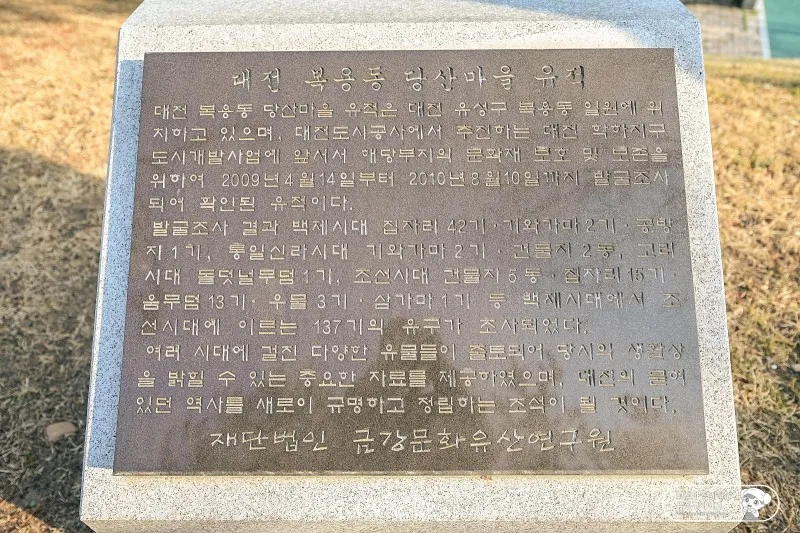 대전 복용동 당산마을 유적
대전 복용동 당산마을 유적은 대전 유성구 복용동 일원에 위
치하고 있으며, 대전도시공사에서 추진하는 대전 학하지구
도시개발사업에 앞서서 해당부지의 문화재 보호 및 보존을
위하여 2009년 4월 14일부터 2010년 8월 10일까지 발굴조사
되어 확인된 유적이다.
발굴조사 결과 백제시대 집자리 42기·기와가마 2기·공방
지 1기, 통일신라시대 기와가마 2기·건물지 2동, 고려
시대 돌덧널무덤 1기, 조선시대 건물지 5동·집자리 15기·
움무덤 13기·우물 3기·삼가마 1기 등 백제시대에서 조
선시대에 이르는 137기의 유구가 조사되었다.
여러 시대에 걸친 다양한 유물들이 출토되어 당시의 생활상
을 밝힐 수 있는 중요한 자료를 제공하였으며, 대전의 묻혀
있던 역사를 새로이 규명하고 정립하는 초석이 될 것이다.
재단법인 금강문화유산연구원